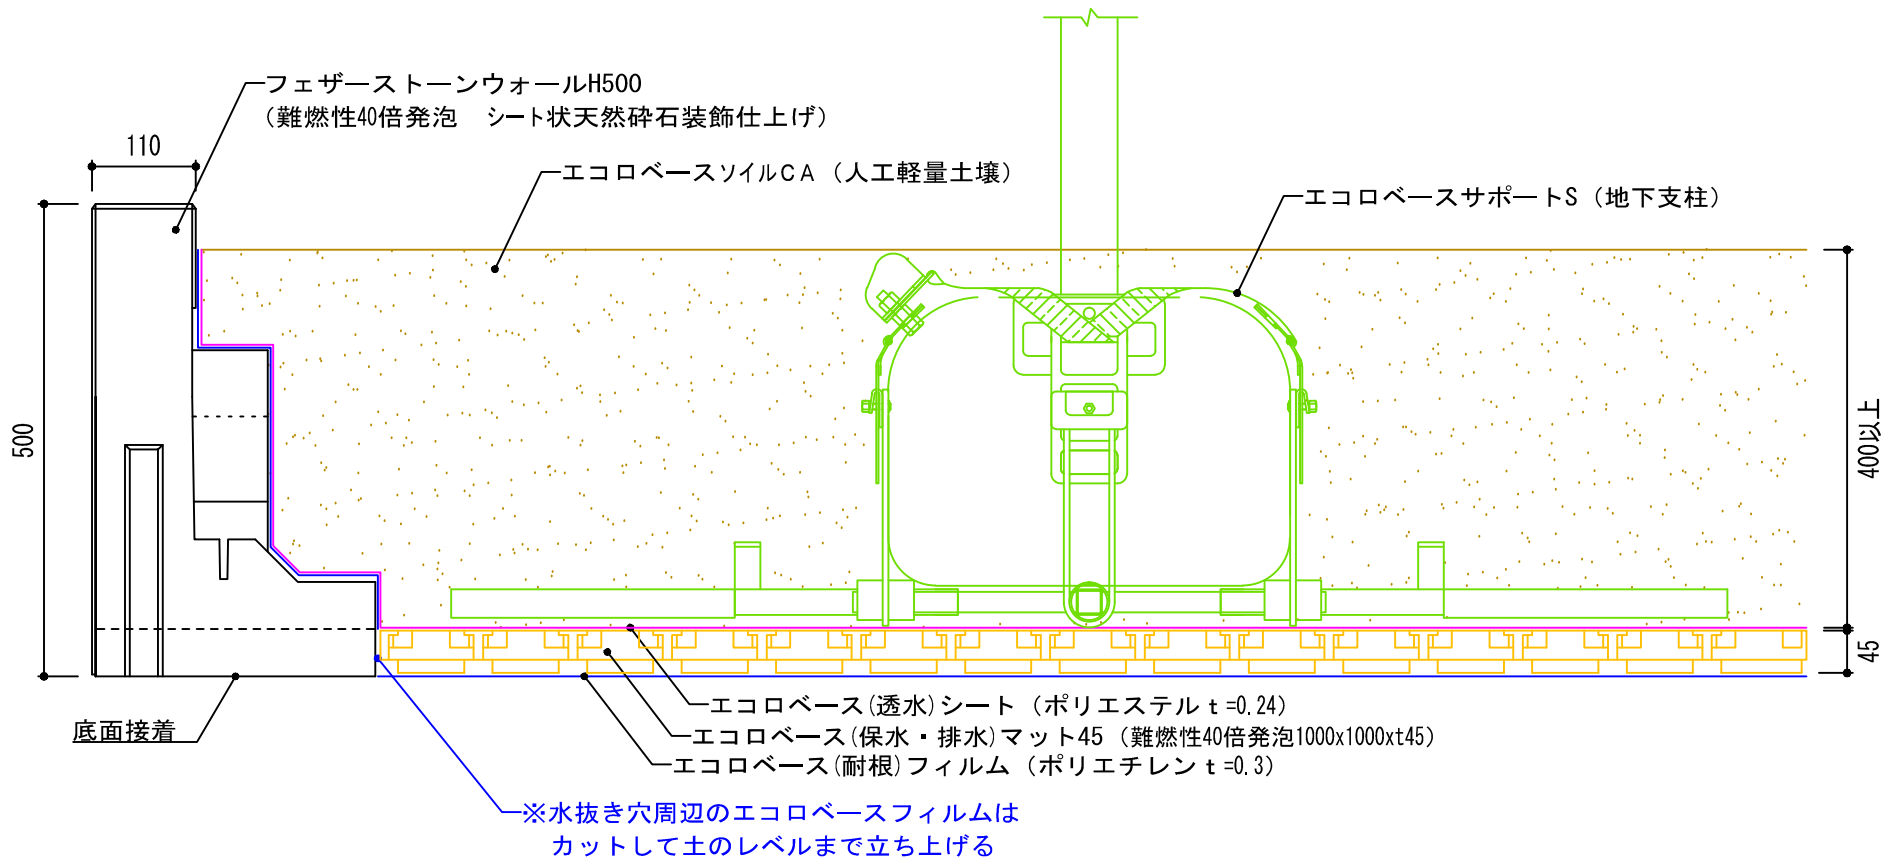 フェザーストーンウォールH500
（難燃性40倍発泡　シート状天然砕石装飾仕上げ）
110
エコロベースソイルCA（人工軽量土壌）
エコロベースサポートS（地下支柱）
500
400以上
45
エコロベース(透水)シート（ポリエステルt=0.24）
エコロベース(保水・排水)マット45（難燃性40倍発泡1000x1000xt45）
エコロベース(耐根)フィルム（ポリエチレンt=0.3）
底面接着
※水抜き穴周辺のエコロベースフィルムは
カットして土のレベルまで立ち上げる